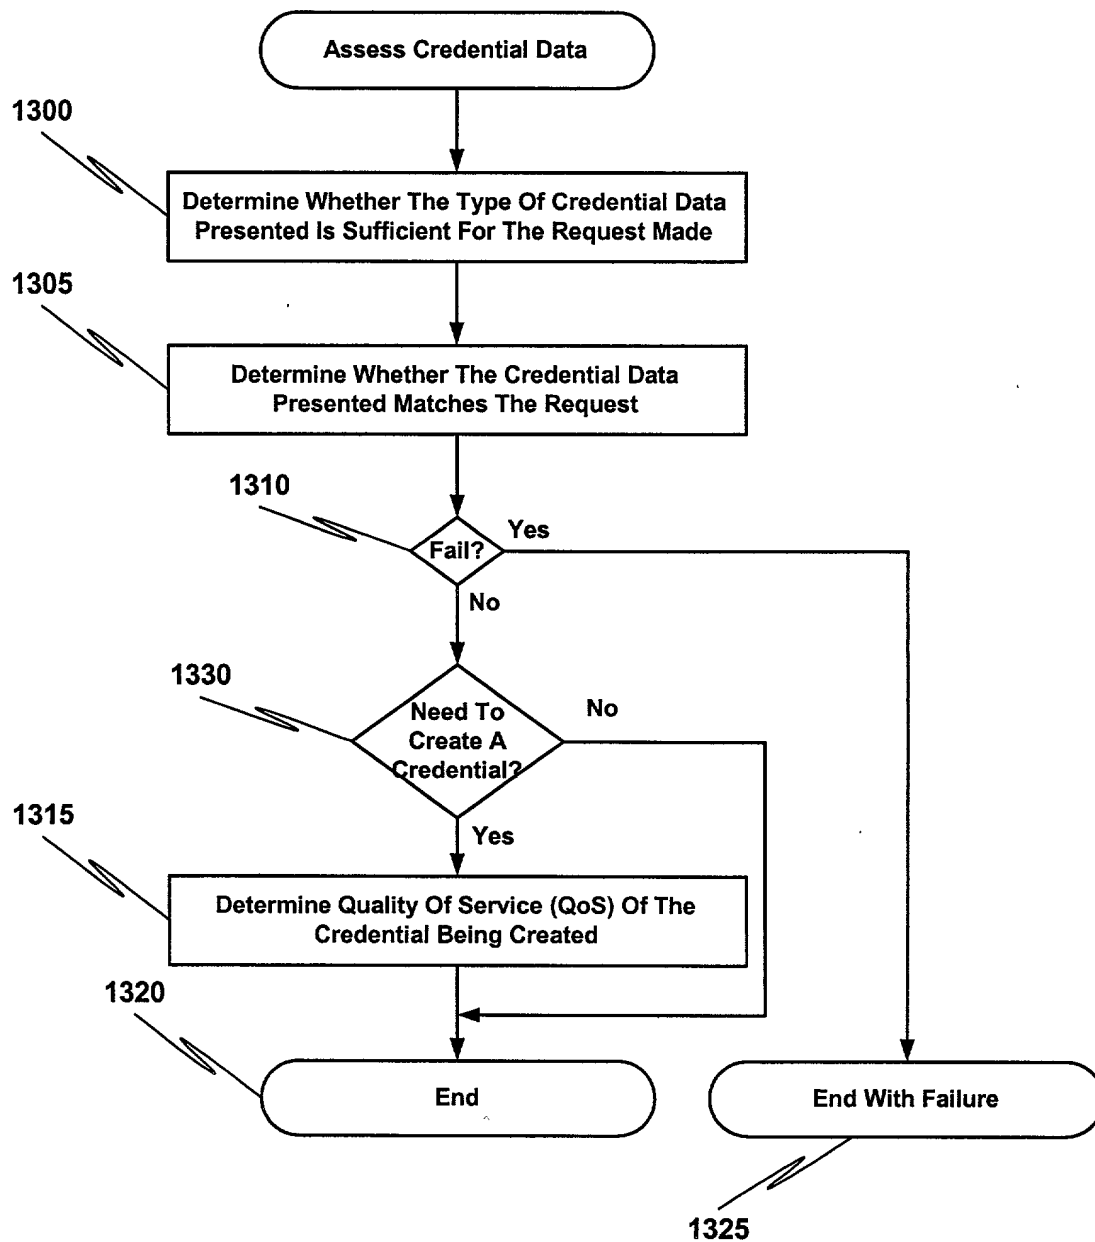 Assess Credential Data
1300
Determine Whether The Type Of Credential Data
Presented Is Sufficient For The Request Made
1305
Determine Whether The Credential Data
Presented Matches The Request
1310
Yes
Fail?
No
1330
Need To
Create A
Credential?
No
1315
Yes
Determine Quality Of Service (QoS) Of The
Credential Being Created
1320
End
End With Failure
1325